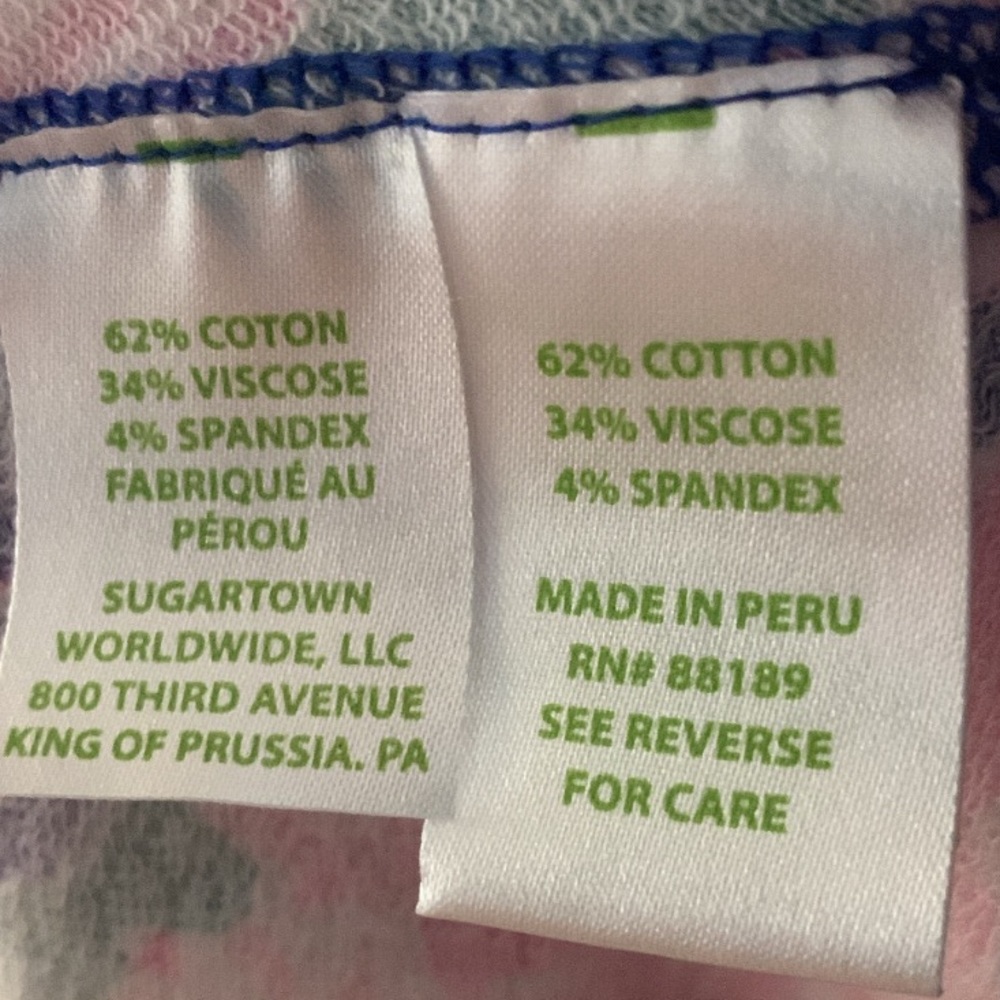 62% COTON
34% VISCOSE
4% SPANDEX
FABRIQUÉ AU
PÉROU
SUGARTOWN
WORLDWIDE, LLC
800 THIRD AVENUE
KING OF PRUSSIA. PA
62% COTTON
34% VISCOSE
4% SPANDEX
MADE IN PERU
RN# 88189
SEE REVERSE
FOR CARE